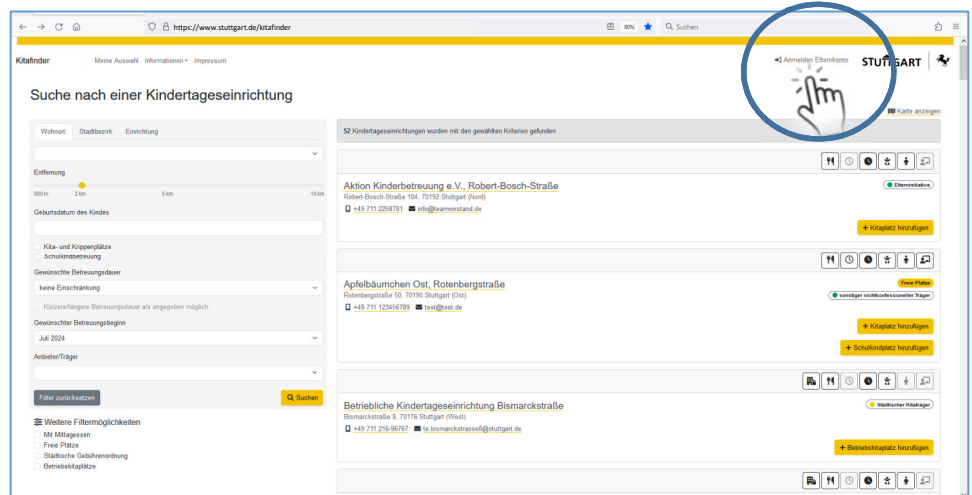 https://www.stuttgart.de/kitafinder
80%
Suchen
Kitafinder
Meine Auswahl
Informationen
Impressum
Anmelden Elternkonto
STUTTGART
Suche nach einer Kindertageseinrichtung
Karte anzeigen
Wohnort
Stadtbezirk
Einrichtung
Entfernung
500 m
2 km
5 km
10 km
Geburtsdatum des Kindes
Kita- und Krippenplätze
Schulkindbetreuung
Gewünschte Betreuungsdauer
keine Einschränkung
Kürzere/längere Betreuungsdauer als angegeben möglich
Gewünschter Betreuungsbeginn
Juli 2024
Anbieter/Träger
Filter zurücksetzen
Suchen
Weitere Filtermöglichkeiten
Mit Mittagessen
Freie Plätze
Städtische Gebührenordnung
Betriebskitaplätze
52 Kindertageseinrichtungen wurden mit den gewählten Kriterien gefunden
Aktion Kinderbetreuung e.V., Robert-Bosch-Straße
Elterninitiative
Robert-Bosch-Straße 104, 70192 Stuttgart (Nord)
+49 711 2258781
info@tearmorstand.de
+ Kitaplatz hinzufügen
Apfelbäumchen Ost, Rotenbergstraße
Freie Plätze
Rotenbergstraße 50, 70190 Stuttgart (Ost)
sonstiger nichtkonfessioneller Träger
+49 711 123456789
test@test.de
+ Kitaplatz hinzufügen
+ Schulkindplatz hinzufügen
Betriebliche Kindertageseinrichtung Bismarckstraße
Städtischer Kitaträger
Bismarckstraße 8, 70176 Stuttgart (West)
+49 711 216-96767
te.bismarckstrasse8@stuttgart.de
+ Betriebskitaplatz hinzufügen